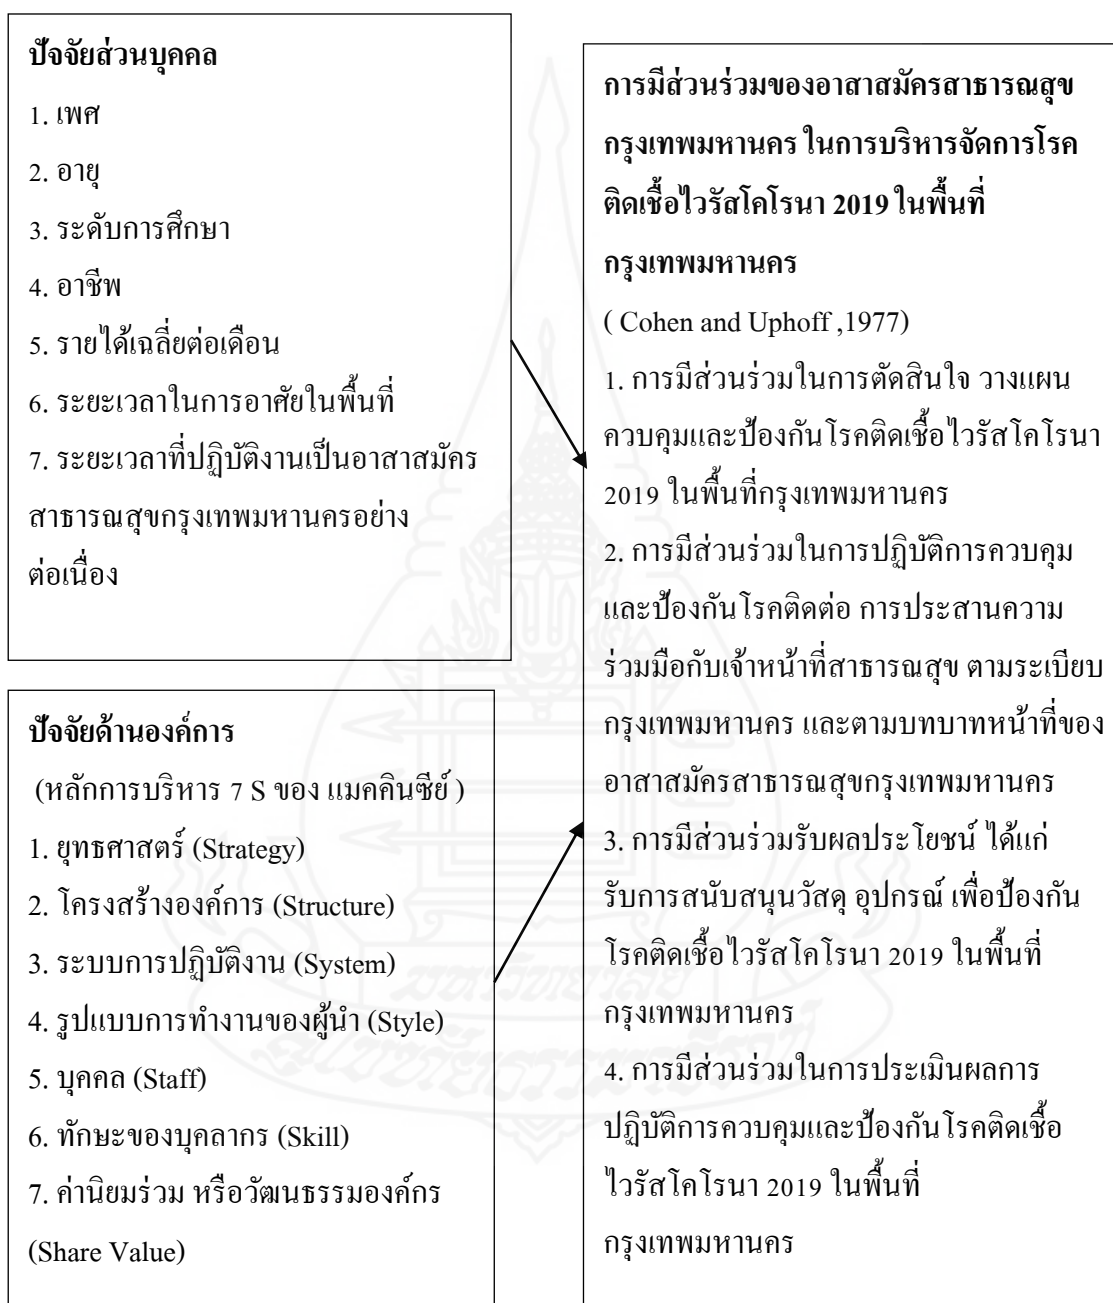 ปัจจัยส่วนบุคคล
1. เพศ
2. อายุ
3. ระดับการศึกษา
4. อาชีพ
5. รายได้เฉลี่ยต่อเดือน
6. ระยะเวลาในการอาศัยในพื้นที่
7. ระยะเวลาที่ปฏิบัติงานเป็นอาสาสมัคร
สาธารณสุขกรุงเทพมหานครอย่าง
ต่อเนื่อง
ปัจจัยด้านองค์การ
(หลักการบริหาร 7 S ของ แมคคินซีย์ )
1. ยุทธศาสตร์ (Strategy)
2. โครงสร้างองค์การ (Structure)
3. ระบบการปฏิบัติงาน (System)
4. รูปแบบการทำงานของผู้นำ (Style)
5. บุคคล (Staff)
6. ทักษะของบุคลากร (Skill)
7. ค่านิยมร่วม หรือวัฒนธรรมองค์กร
(Share Value)
การมีส่วนร่วมของอาสาสมัครสาธารณสุข
กรุงเทพมหานคร ในการบริหารจัดการโรค
ติดเชื้อไวรัสโคโรนา 2019 ในพื้นที่
กรุงเทพมหานคร
( Cohen and Uphoff ,1977)
1. การมีส่วนร่วมในการตัดสินใจ วางแผน
ควบคุมและป้องกันโรคติดเชื้อไวรัสโคโรนา
2019 ในพื้นที่กรุงเทพมหานคร
2. การมีส่วนร่วมในการปฏิบัติการควบคุม
และป้องกันโรคติดต่อ การประสานความ
ร่วมมือกับเจ้าหน้าที่สาธารณสุข ตามระเบียบ
กรุงเทพมหานคร และตามบทบาทหน้าที่ของ
อาสาสมัครสาธารณสุขกรุงเทพมหานคร
3. การมีส่วนร่วมรับผลประโยชน์ ได้แก่
รับการสนับสนุนวัสดุ อุปกรณ์ เพื่อป้องกัน
โรคติดเชื้อไวรัสโคโรนา 2019 ในพื้นที่
กรุงเทพมหานคร
4. การมีส่วนร่วมในการประเมินผลการ
ปฏิบัติการควบคุมและป้องกันโรคติดเชื้อ
ไวรัสโคโรนา 2019 ในพื้นที่
กรุงเทพมหานคร
มหาวิทยาลัย
สุโขทัยธรรมาธิราช